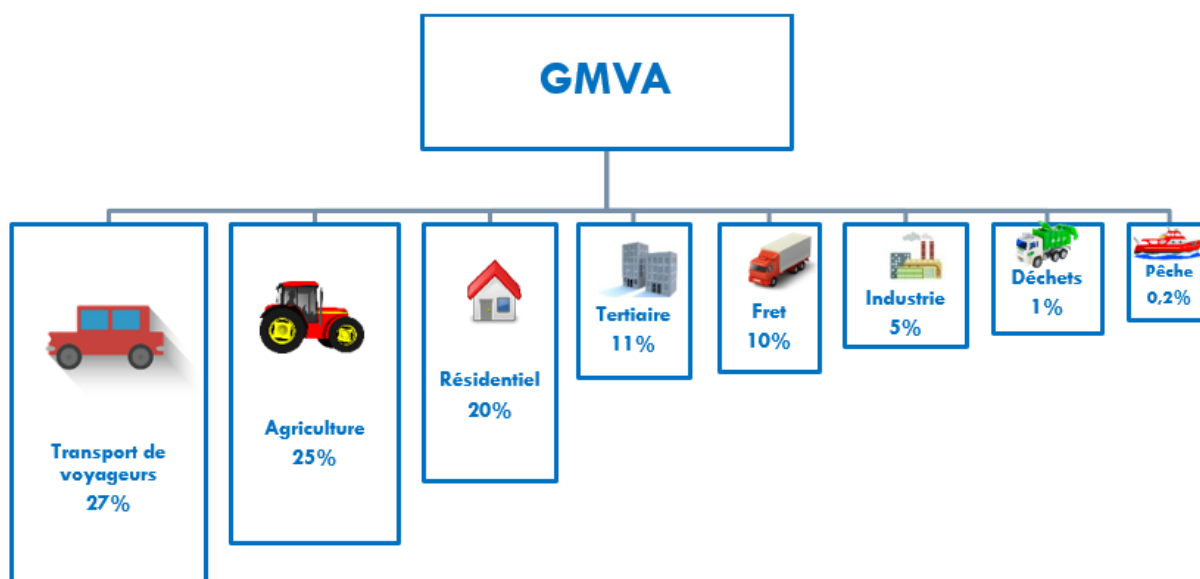 GMVA
Transport de
voyageurs
27%
Agriculture
25%
Résidentiel
20%
Tertiaire
11%
Fret
10%
Industrie
5%
Déchets
1%
Pêche
0,2%